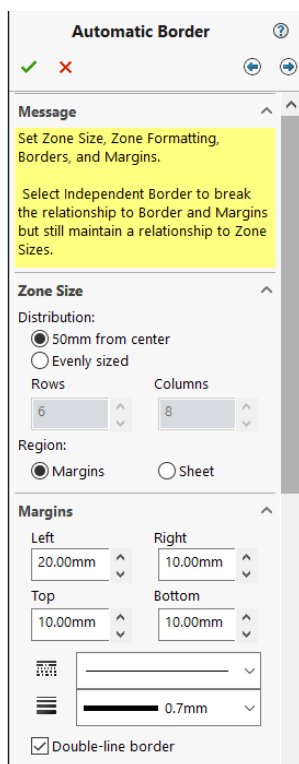 Automatic Border
Message
Set Zone Size, Zone Formatting,
Borders, and Margins.
Select Independent Border to break
the relationship to Border and Margins
but still maintain a relationship to Zone
Sizes.
Zone Size
Distribution:
50mm from center
Evenly sized
Rows Columns
6 8
Region:
Margins Sheet
Margins
Left Right
20.00mm 10.00mm
Top Bottom
10.00mm 10.00mm
0.7mm
Double-line border